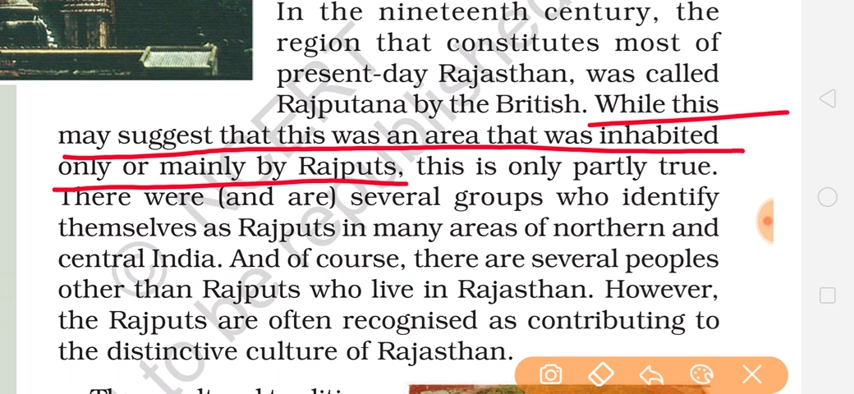 In the nineteenth century, the
region that constitutes most of
present-day Rajasthan, was called
Rajputana by the British. While this
may suggest that this was an area that was inhabited
only or mainly by Rajputs, this is only partly true.
There were (and are) several groups who identify
themselves as Rajputs in many areas of northern and
central India. And of course, there are several peoples
other than Rajputs who live in Rajasthan. However,
the Rajputs are often recognised as contributing to
the distinctive culture of Rajasthan.
© NCERT
to be republished